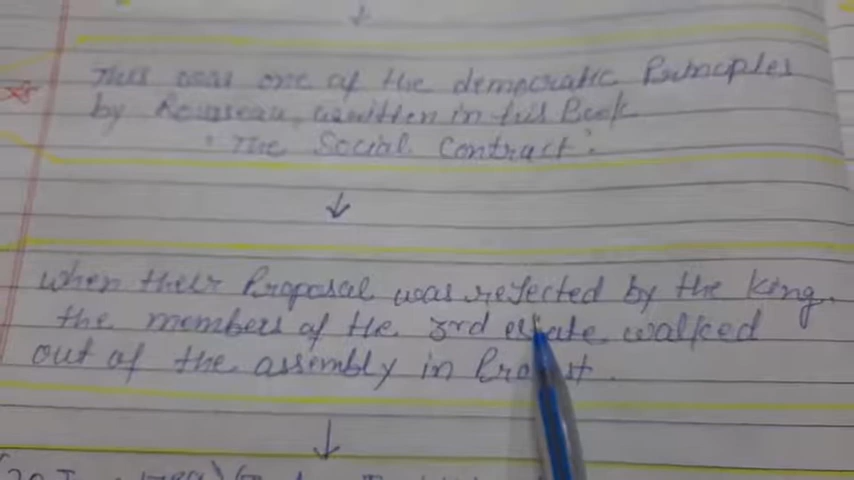 This was one of the democratic Principles
by Rousseau, written in his Book
'The Social Contract'.
↓
when their Proposal was rejected by the king.
the members of the 3rd estate walked
out of the assembly in Protest.
↓